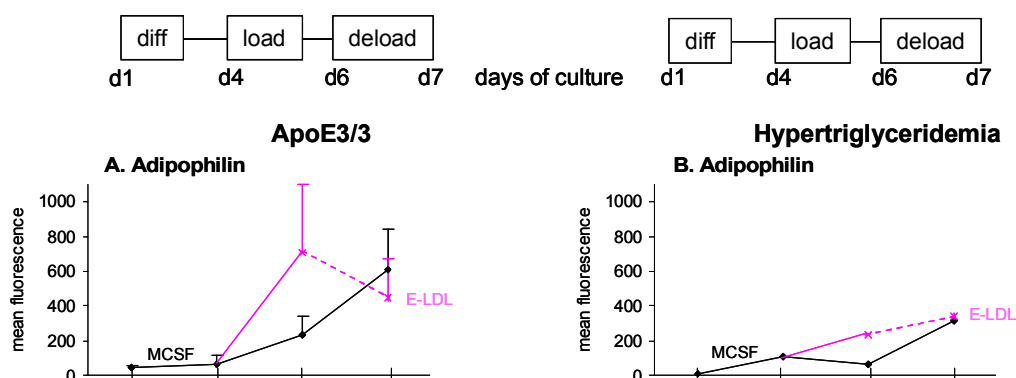 diff load deload
d1 d4 d6 d7
days of culture
diff load deload
d1 d4 d6 d7
ApoE3/3
A. Adipophilin
mean fluorescence
1000
800
600
400
200
0
MCSF
E-LDL
Hypertriglyceridemia
B. Adipophilin
mean fluorescence
1000
800
600
400
200
0
MCSF
E-LDL